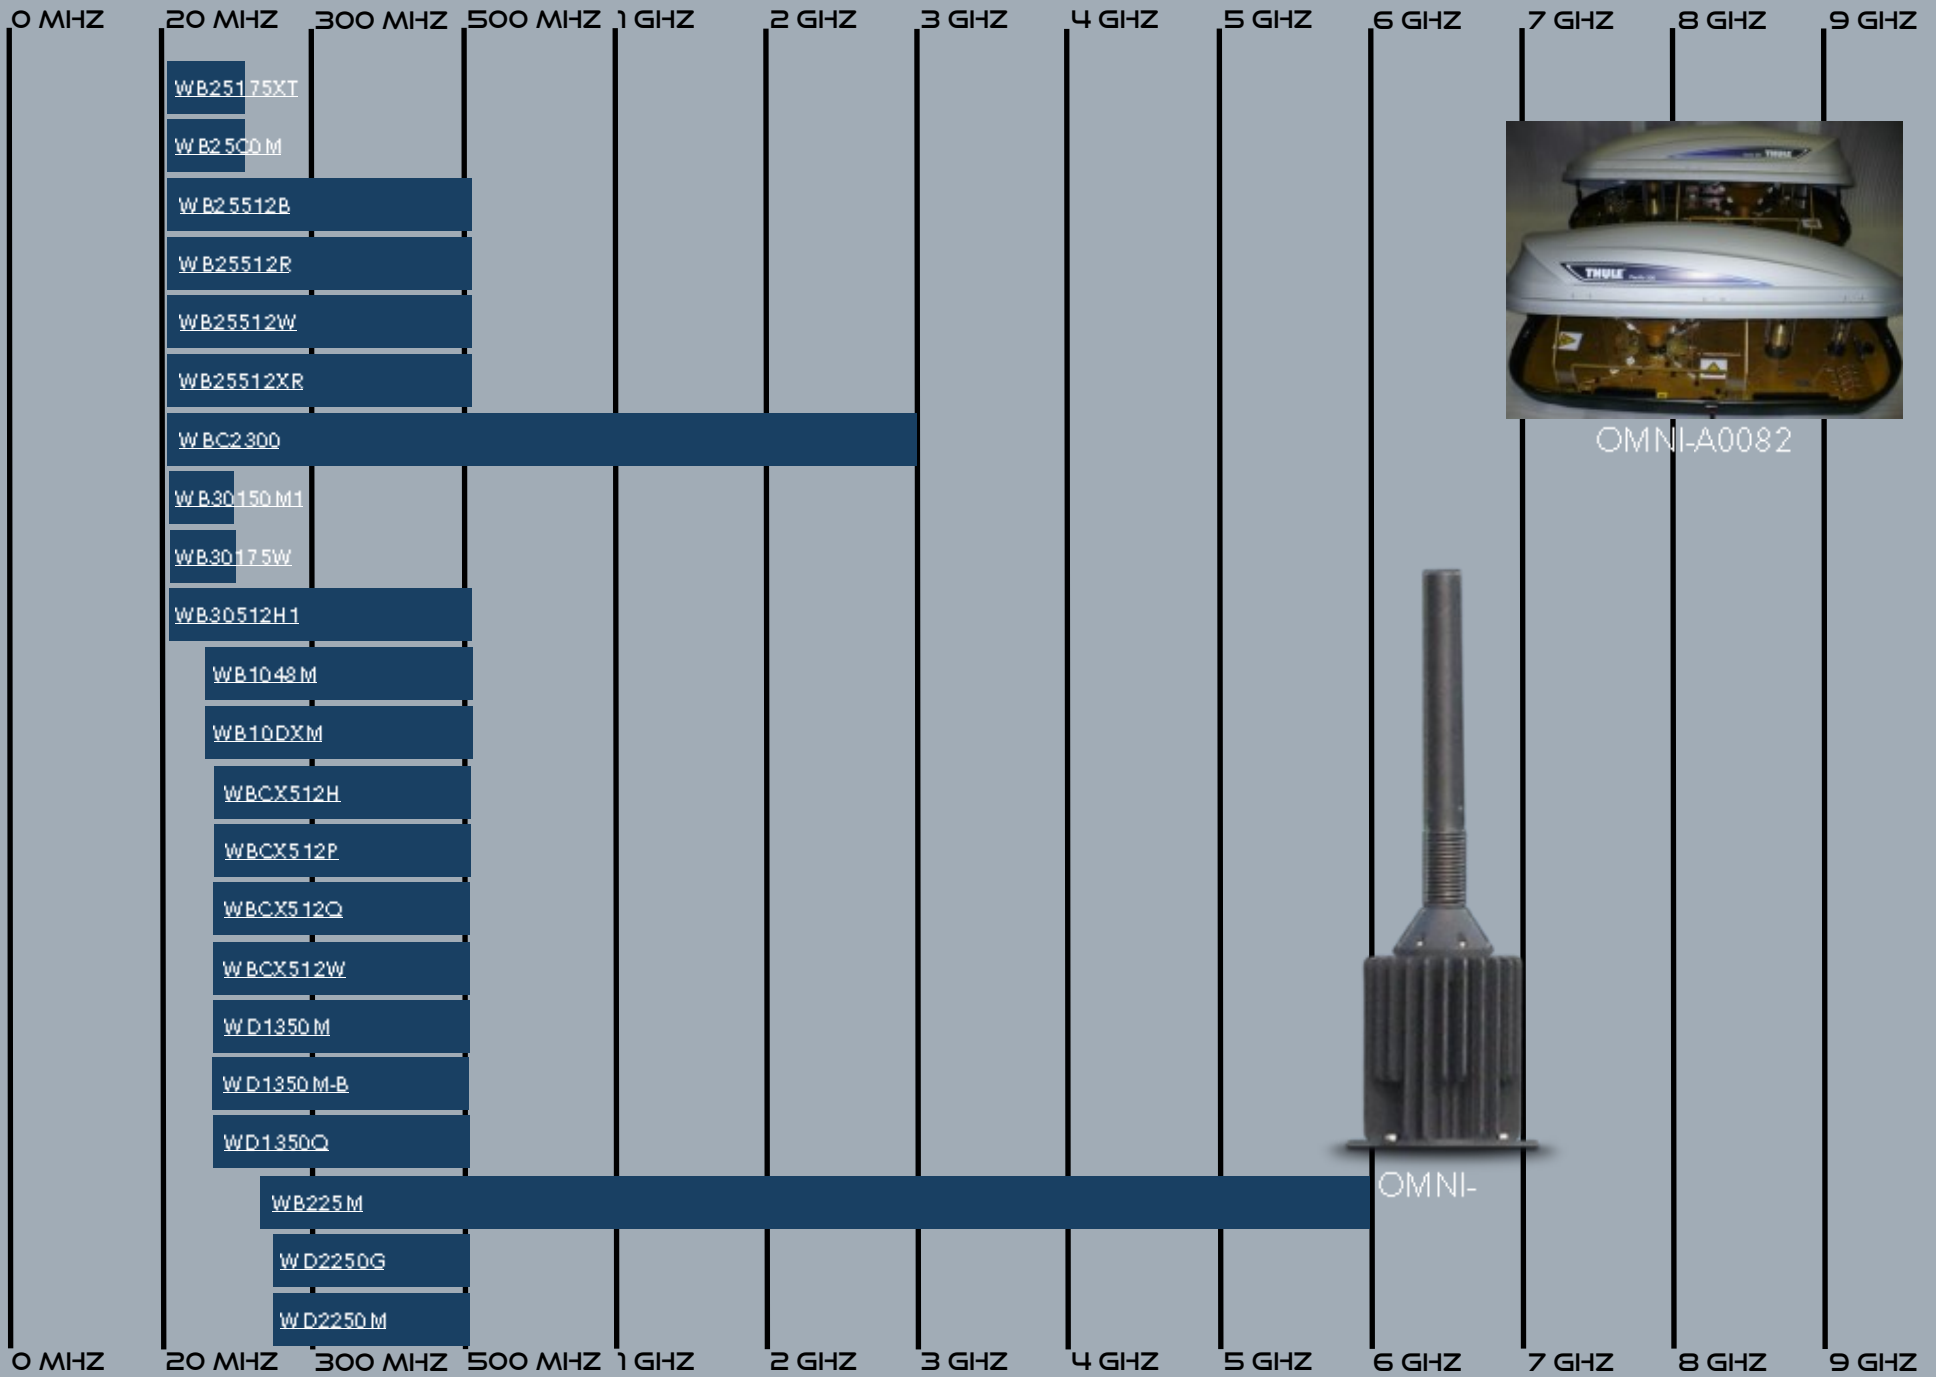 0 MHZ 20 MHZ 300 MHZ 500 MHZ 1 GHZ 2 GHZ 3 GHZ 4 GHZ 5 GHZ 6 GHZ 7 GHZ 8 GHZ 9 GHZ
WB25175XT
WB25C0M
WB25512B
WB25512R
WB25512W
WB25512XR
WBC2300
WB30150M1
WB30175W
WB30512H1
WB1048M
WB10DXM
WBCX512H
WBCX512P
WBCX512Q
WBCX512W
WD1350M
WD1350M-B
WD1350Q
WB225M
WD2250G
WD2250M
THULE
THULE
OMNI-A0082
OMNI-
0 MHZ 20 MHZ 300 MHZ 500 MHZ 1 GHZ 2 GHZ 3 GHZ 4 GHZ 5 GHZ 6 GHZ 7 GHZ 8 GHZ 9 GHZ